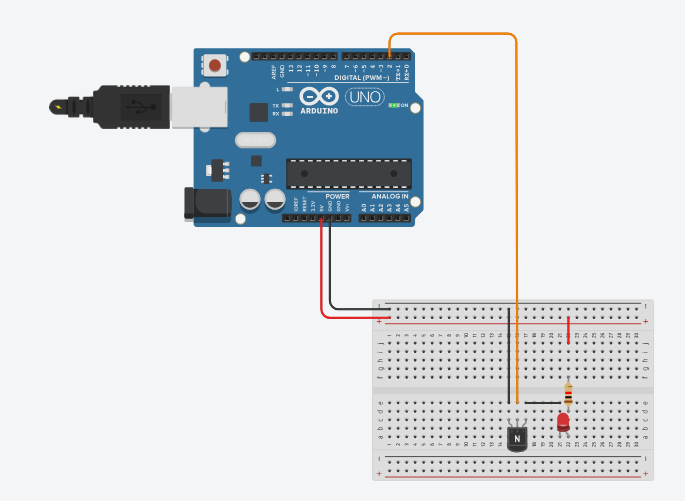 AREF
GND
13
12
~11
~10
~9
8
7
~6
~5
4
~3
2
TX→1
RX←0
DIGITAL (PWM~)
L
TX
RX
ARDUINO
UNO
ON
POWER
ANALOG IN
IOREF
RESET
3.3V
5V
GND
GND
Vin
A0
A1
A2
A3
A4
A5
j
i
h
g
f
e
d
c
b
a
N